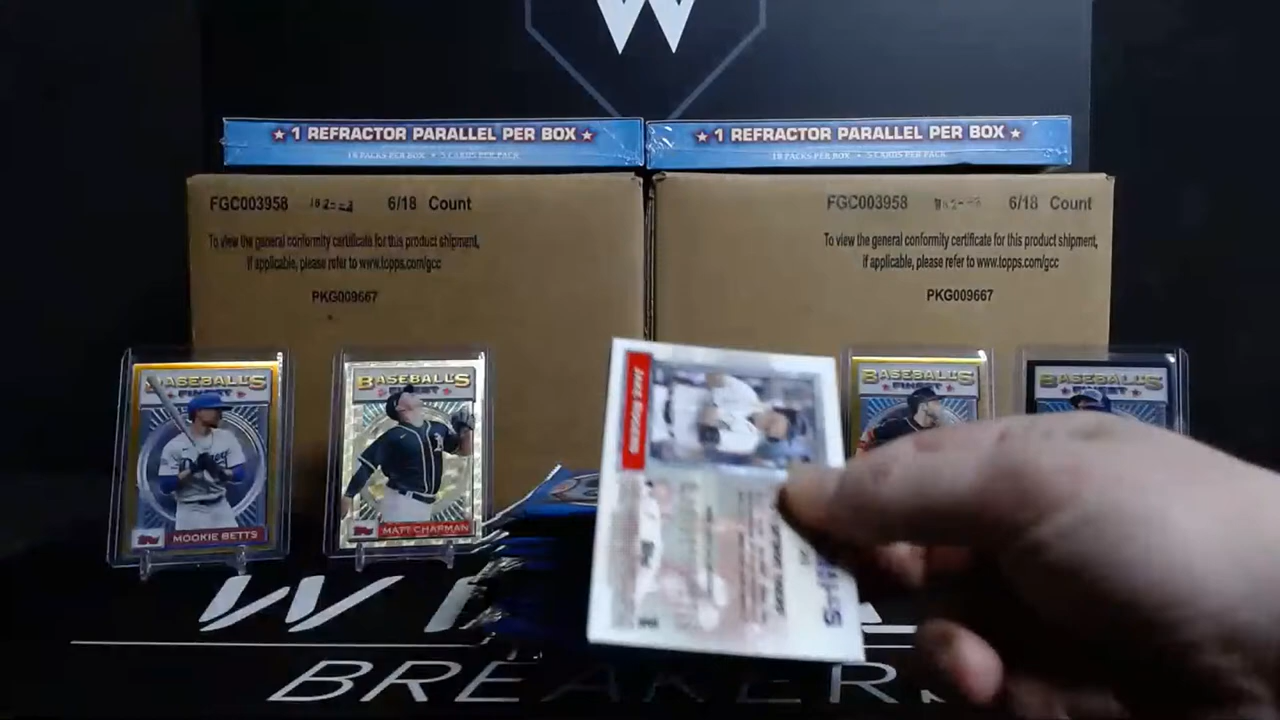 W
★ 1 REFRACTOR PARALLEL PER BOX ★
18 PACKS PER BOX • 5 CARDS PER PACK
★ 1 REFRACTOR PARALLEL PER BOX ★
18 PACKS PER BOX • 5 CARDS PER PACK
FGC003958 6/18 Count
To view the general conformity certificate for this product shipment,
if applicable, please refer to www.topps.com/gcc
PKG009667
FGC003958 6/18 Count
To view the general conformity certificate for this product shipment,
if applicable, please refer to www.topps.com/gcc
PKG009667
BASEBALL'S
FINEST
Topps
MOOKIE BETTS
BASEBALL'S
FINEST
Topps
MATT CHAPMAN
BASEBALL'S
FINEST
BASEBALL'S
FINEST
W
BREAKERS